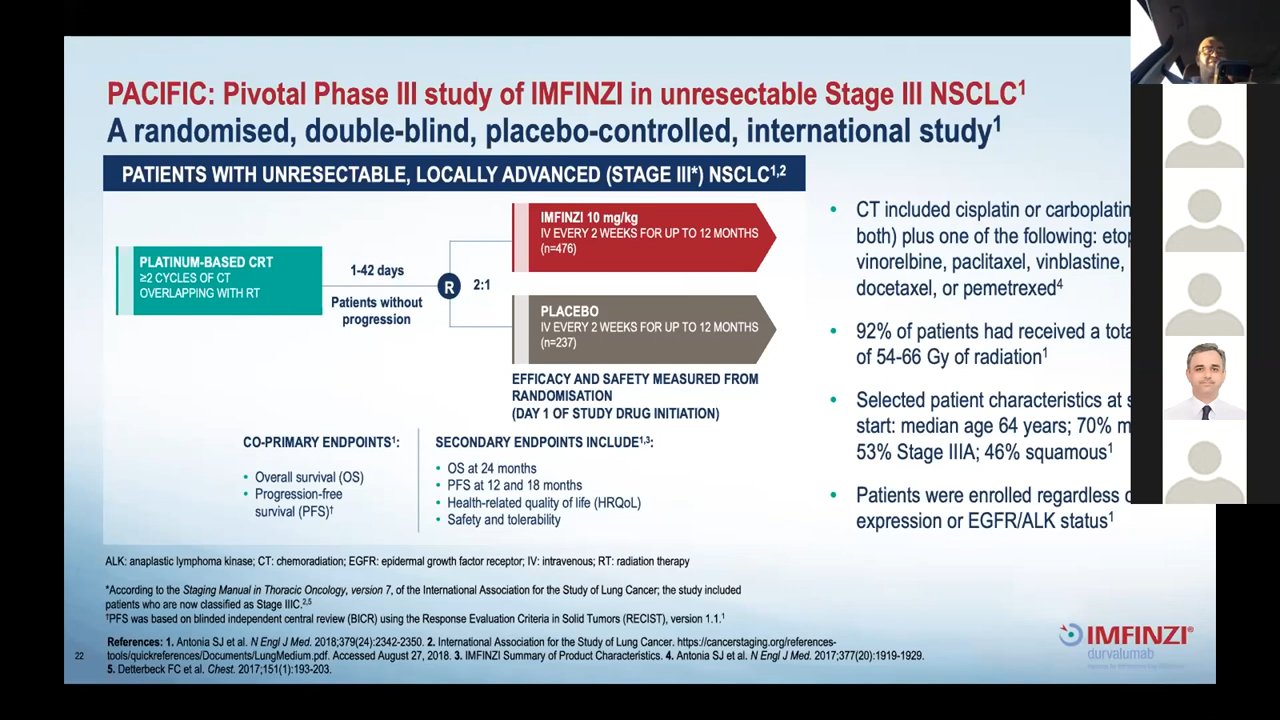 PACIFIC: Pivotal Phase III study of IMFINZI in unresectable Stage III NSCLC1
A randomised, double-blind, placebo-controlled, international study1
PATIENTS WITH UNRESECTABLE, LOCALLY ADVANCED (STAGE III*) NSCLC1,2
PLATINUM-BASED CRT
≥2 CYCLES OF CT
OVERLAPPING WITH RT
1-42 days
Patients without
progression
R
2:1
IMFINZI 10 mg/kg
IV EVERY 2 WEEKS FOR UP TO 12 MONTHS
(n=476)
PLACEBO
IV EVERY 2 WEEKS FOR UP TO 12 MONTHS
(n=237)
EFFICACY AND SAFETY MEASURED FROM
RANDOMISATION
(DAY 1 OF STUDY DRUG INITIATION)
CO-PRIMARY ENDPOINTS1:
• Overall survival (OS)
• Progression-free
survival (PFS)†
SECONDARY ENDPOINTS INCLUDE1,3:
• OS at 24 months
• PFS at 12 and 18 months
• Health-related quality of life (HRQoL)
• Safety and tolerability
• CT included cisplatin or carboplatin
both) plus one of the following:
vinorelbine, paclitaxel, vinblastine,
docetaxel, or pemetrexed4
• 92% of patients had received a
of 54-66 Gy of radiation1
• Selected patient characteristics at
start: median age 64 years; 70%
53% Stage IIIA; 46% squamous1
• Patients were enrolled regardless
expression or EGFR/ALK status1
ALK: anaplastic lymphoma kinase; CT: chemoradiation; EGFR: epidermal growth factor receptor; IV: intravenous; RT: radiation therapy
*According to the Staging Manual in Thoracic Oncology, version 7, of the International Association for the Study of Lung Cancer; the study included
patients who are now classified as Stage IIIC.2,5
†PFS was based on blinded independent central review (BICR) using the Response Evaluation Criteria in Solid Tumors (RECIST), version 1.1.1
References: 1. Antonia SJ et al. N Engl J Med. 2018;379(24):2342-2350. 2. International Association for the Study of Lung Cancer. https://cancerstaging.org/references-
tools/quickreferences/Documents/LungMedium.pdf. Accessed August 27, 2018. 3. IMFINZI Summary of Product Characteristics. 4. Antonia SJ et al. N Engl J Med. 2017;377(20):1919-1929.
5. Detterbeck FC et al. Chest. 2017;151(1):193-203.
22
IMFINZI®
durvalumab